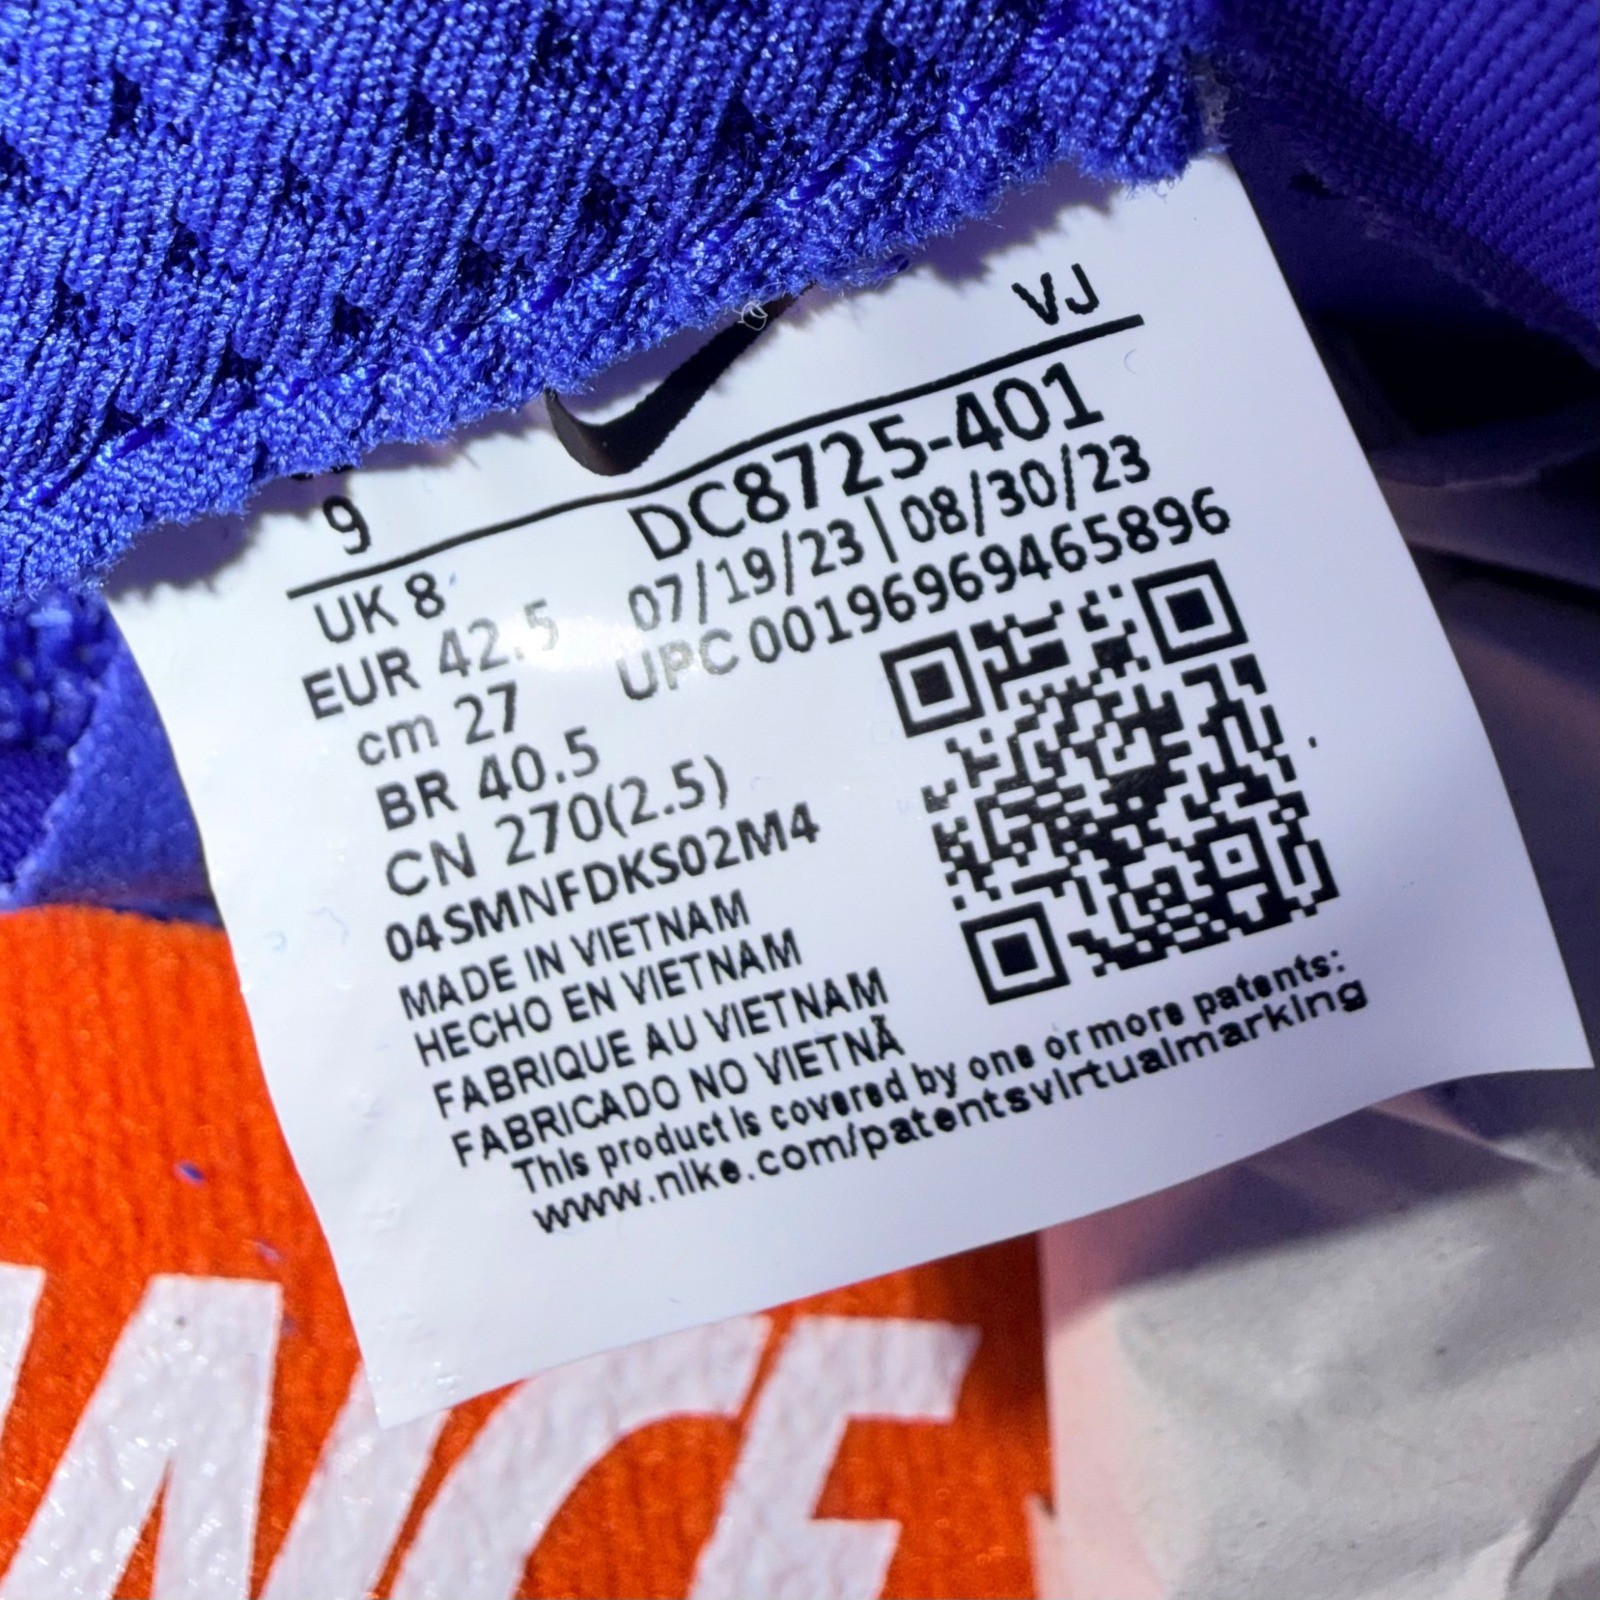 VJ
9
DC8725-401
UK 8
07/19/23 | 08/30/23
EUR 42.5
UPC 00196969465896
cm 27
BR 40.5
CN 270(2.5)
04SMNFDKS02M4
MADE IN VIETNAM
HECHO EN VIETNAM
FABRIQUE AU VIETNAM
FABRICADO NO VIETNÃ
This product is covered by one or more patents:
www.nike.com/patentsvirtualmarking
NIKE